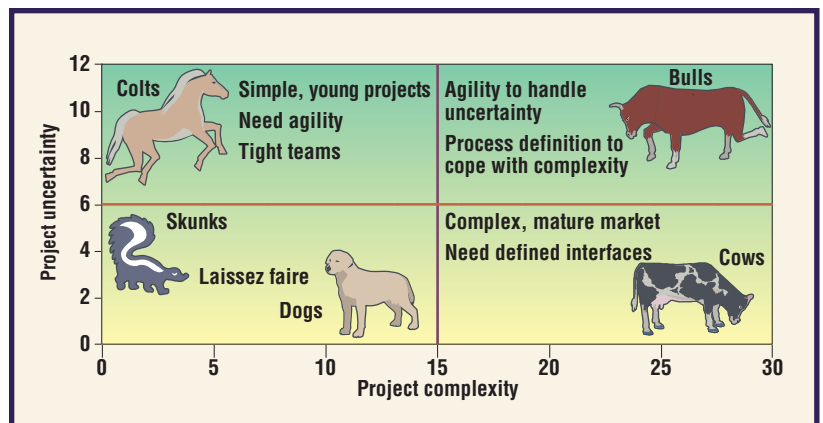 12
10
8
6
4
2
0
Project uncertainty
Colts
Simple, young projects
Need agility
Tight teams
Agility to handle
uncertainty
Process definition to
cope with complexity
Bulls
Skunks
Laissez faire
Dogs
Complex, mature market
Need defined interfaces
Cows
0 5 10 15 20 25 30
Project complexity